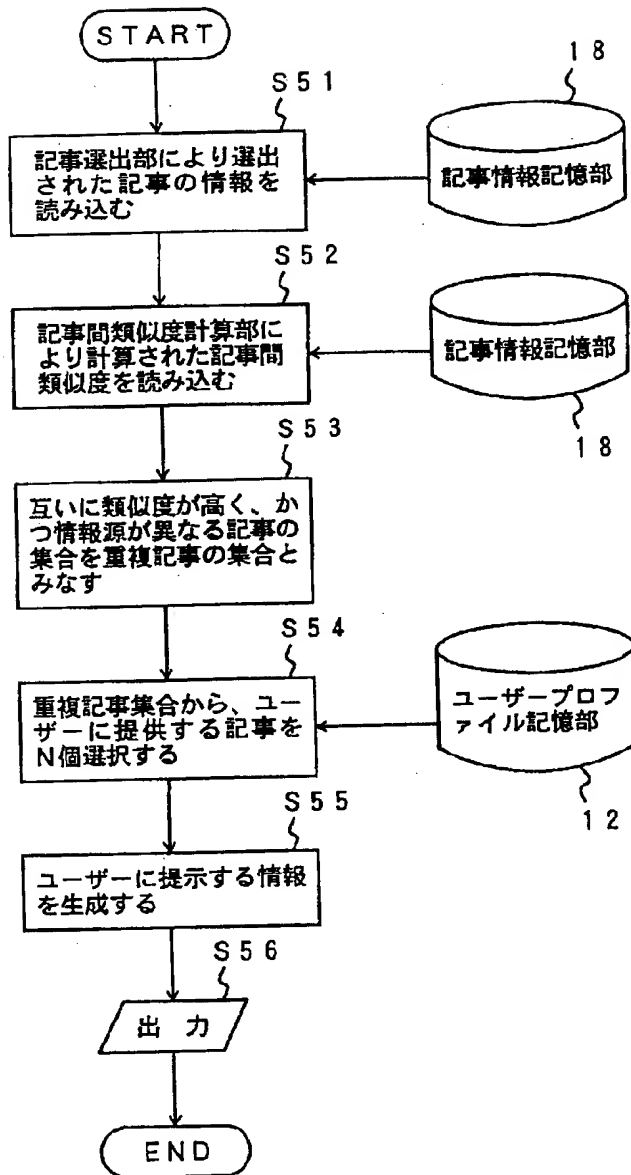 START
S51
18
記事選出部により選出
された記事の情報を
読み込む
記事情報記憶部
S52
記事間類似度計算部に
より計算された記事間
類似度を読み込む
記事情報記憶部
18
S53
互いに類似度が高く、か
つ情報源が異なる記事の
集合を重複記事の集合と
みなす
S54
重複記事集合から、ユー
ザーに提供する記事を
N個選択する
ユーザープロフ
ァイル記憶部
12
S55
ユーザーに提示する情報
を生成する
S56
出力
END